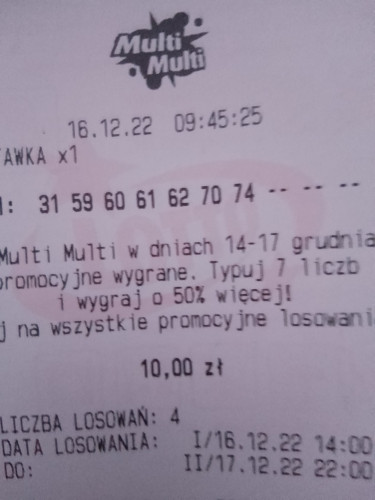 Multi
Multi
16.12.22 09:45:25
TAWKA x1
: 31 59 60 61 62 70 74 -- -- --
Multi Multi w dniach 14-17 grudnia
promocyjne wygrane. Typuj 7 liczb
i wygraj o 50% więcej!
j na wszystkie promocyjne losowani
10,00 zł
LICZBA LOSOWAŃ: 4
DATA LOSOWANIA: I/16.12.22 14:00
DO: II/17.12.22 22:00